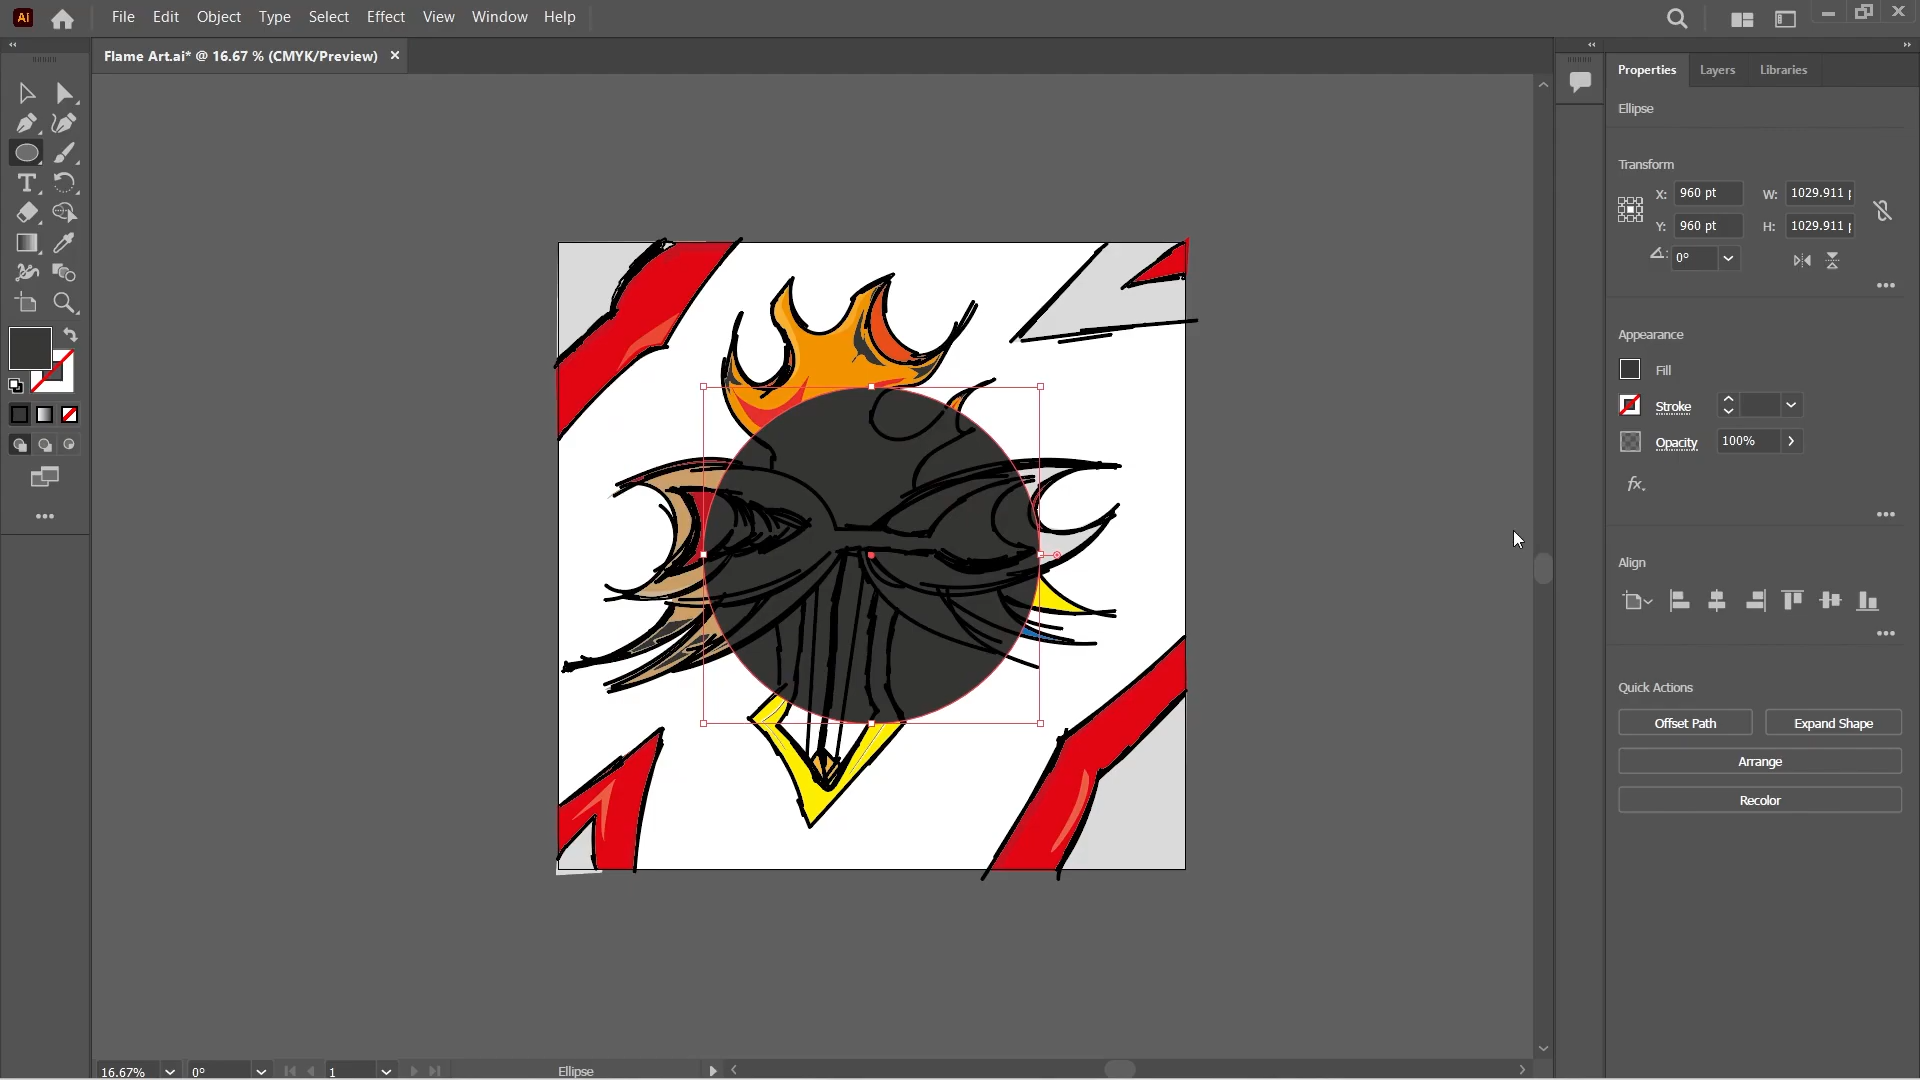 Ai File Edit Object Type Select Effect View Window Help
Flame Art.ai* @ 16.67 % (CMYK/Preview)
Properties Layers Libraries
Ellipse
Transform
X: 960 pt W: 1029.911
Y: 960 pt H: 1029.911
0°
Appearance
Fill
Stroke
Opacity 100%
fx.
Align
Quick Actions
Offset Path Expand Shape
Arrange
Recolor
16.67% 0° 1 Ellipse